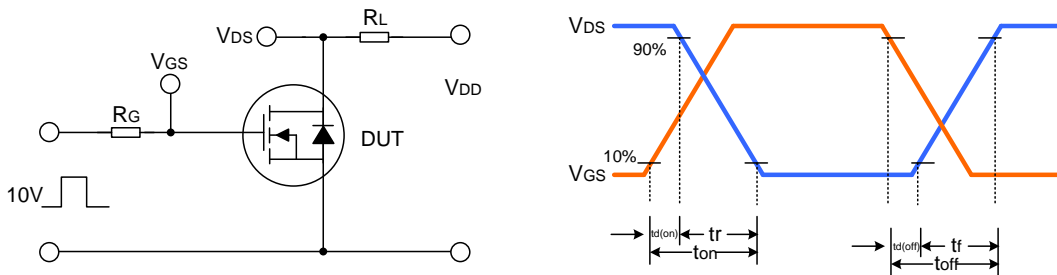 RL
VDS
VGS
VDD
RG
DUT
10V
VDS
90%
10%
VGS
td(on)
tr
ton
td(off)
tf
toff